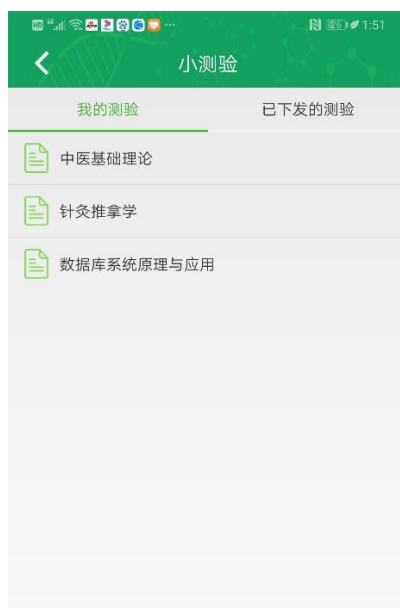 1:51
小测验
我的测验 已下发的测验
中医基础理论
针灸推拿学
数据库系统原理与应用